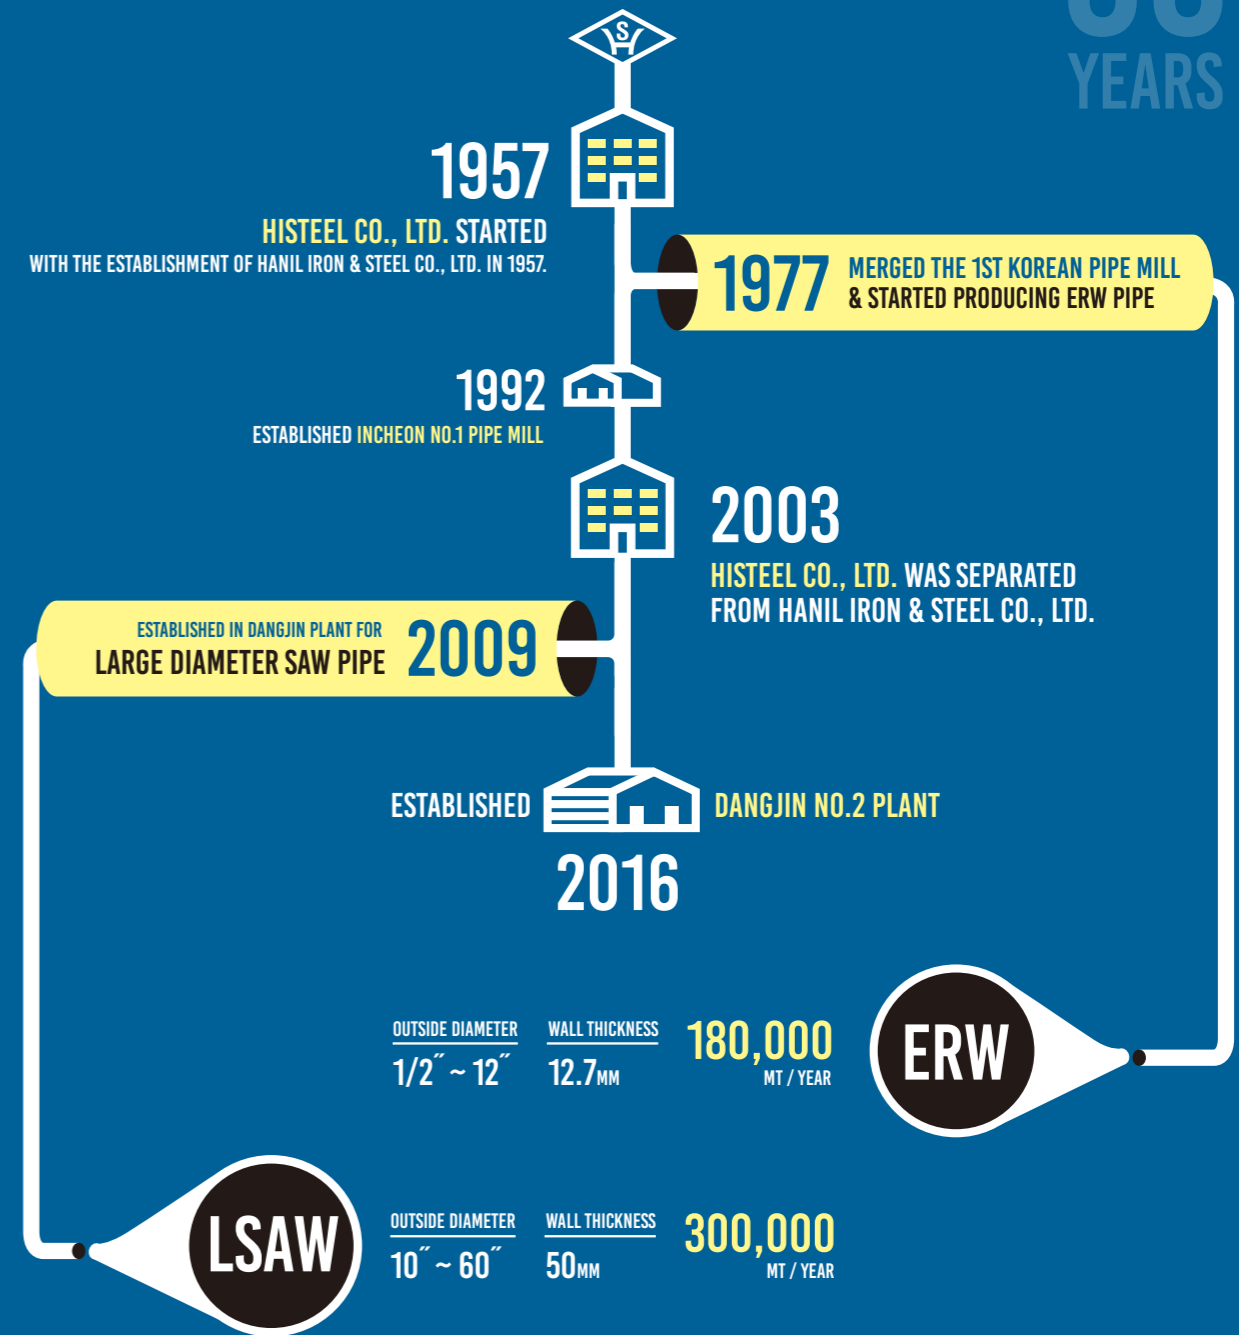 YEARS
SH
1957
HISTEEL CO., LTD. STARTED
WITH THE ESTABLISHMENT OF HANIL IRON & STEEL CO., LTD. IN 1957.
1977
MERGED THE 1ST KOREAN PIPE MILL
& STARTED PRODUCING ERW PIPE
1992
ESTABLISHED INCHEON NO.1 PIPE MILL
2003
HISTEEL CO., LTD. WAS SEPARATED
FROM HANIL IRON & STEEL CO., LTD.
ESTABLISHED IN DANGJIN PLANT FOR
LARGE DIAMETER SAW PIPE
2009
ESTABLISHED DANGJIN NO.2 PLANT
2016
OUTSIDE DIAMETER
1/2˝ ~ 12˝
WALL THICKNESS
12.7MM
180,000
MT / YEAR
ERW
LSAW
OUTSIDE DIAMETER
10˝ ~ 60˝
WALL THICKNESS
50MM
300,000
MT / YEAR